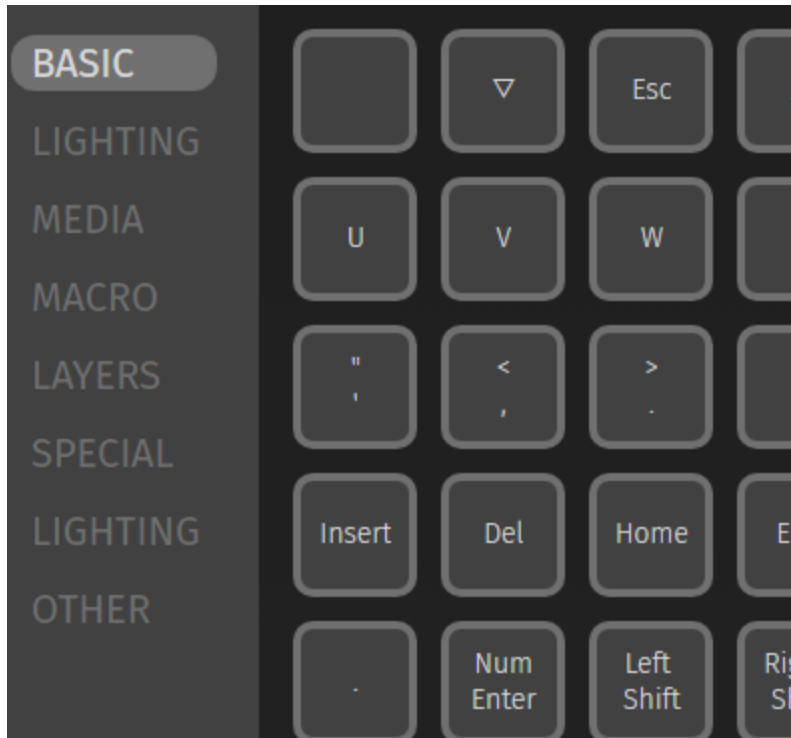 BASIC
LIGHTING
MEDIA
MACRO
LAYERS
SPECIAL
LIGHTING
OTHER
▽
Esc
U
V
W
"
'
<
,
>
.
Insert
Del
Home
E
.
Num
Enter
Left
Shift